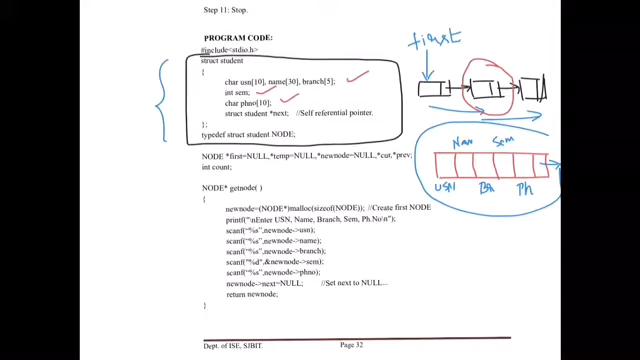 Step 11: Stop.
PROGRAM CODE:
#include<stdio.h>
struct student
{
char usn[10], name[30], branch[5];
int sem;
char phno[10];
struct student *next; //Self referential pointer.
};
typedef struct student NODE;
NODE *first=NULL,*temp=NULL,*newnode=NULL,*cur,*prev;
int count;
NODE* getnode( )
{
newnode=(NODE*)malloc(sizeof(NODE)); //Create first NODE
printf("\nEnter USN, Name, Branch, Sem, Ph.No\n");
scanf("%s",newnode->usn);
scanf("%s",newnode->name);
scanf("%s",newnode->branch);
scanf("%d",&newnode->sem);
scanf("%s",newnode->phno);
newnode->next=NULL; //Set next to NULL...
return newnode;
}
Dept. of ISE, SJBIT. Page 32
first
Nam Sem
USN Bn Ph